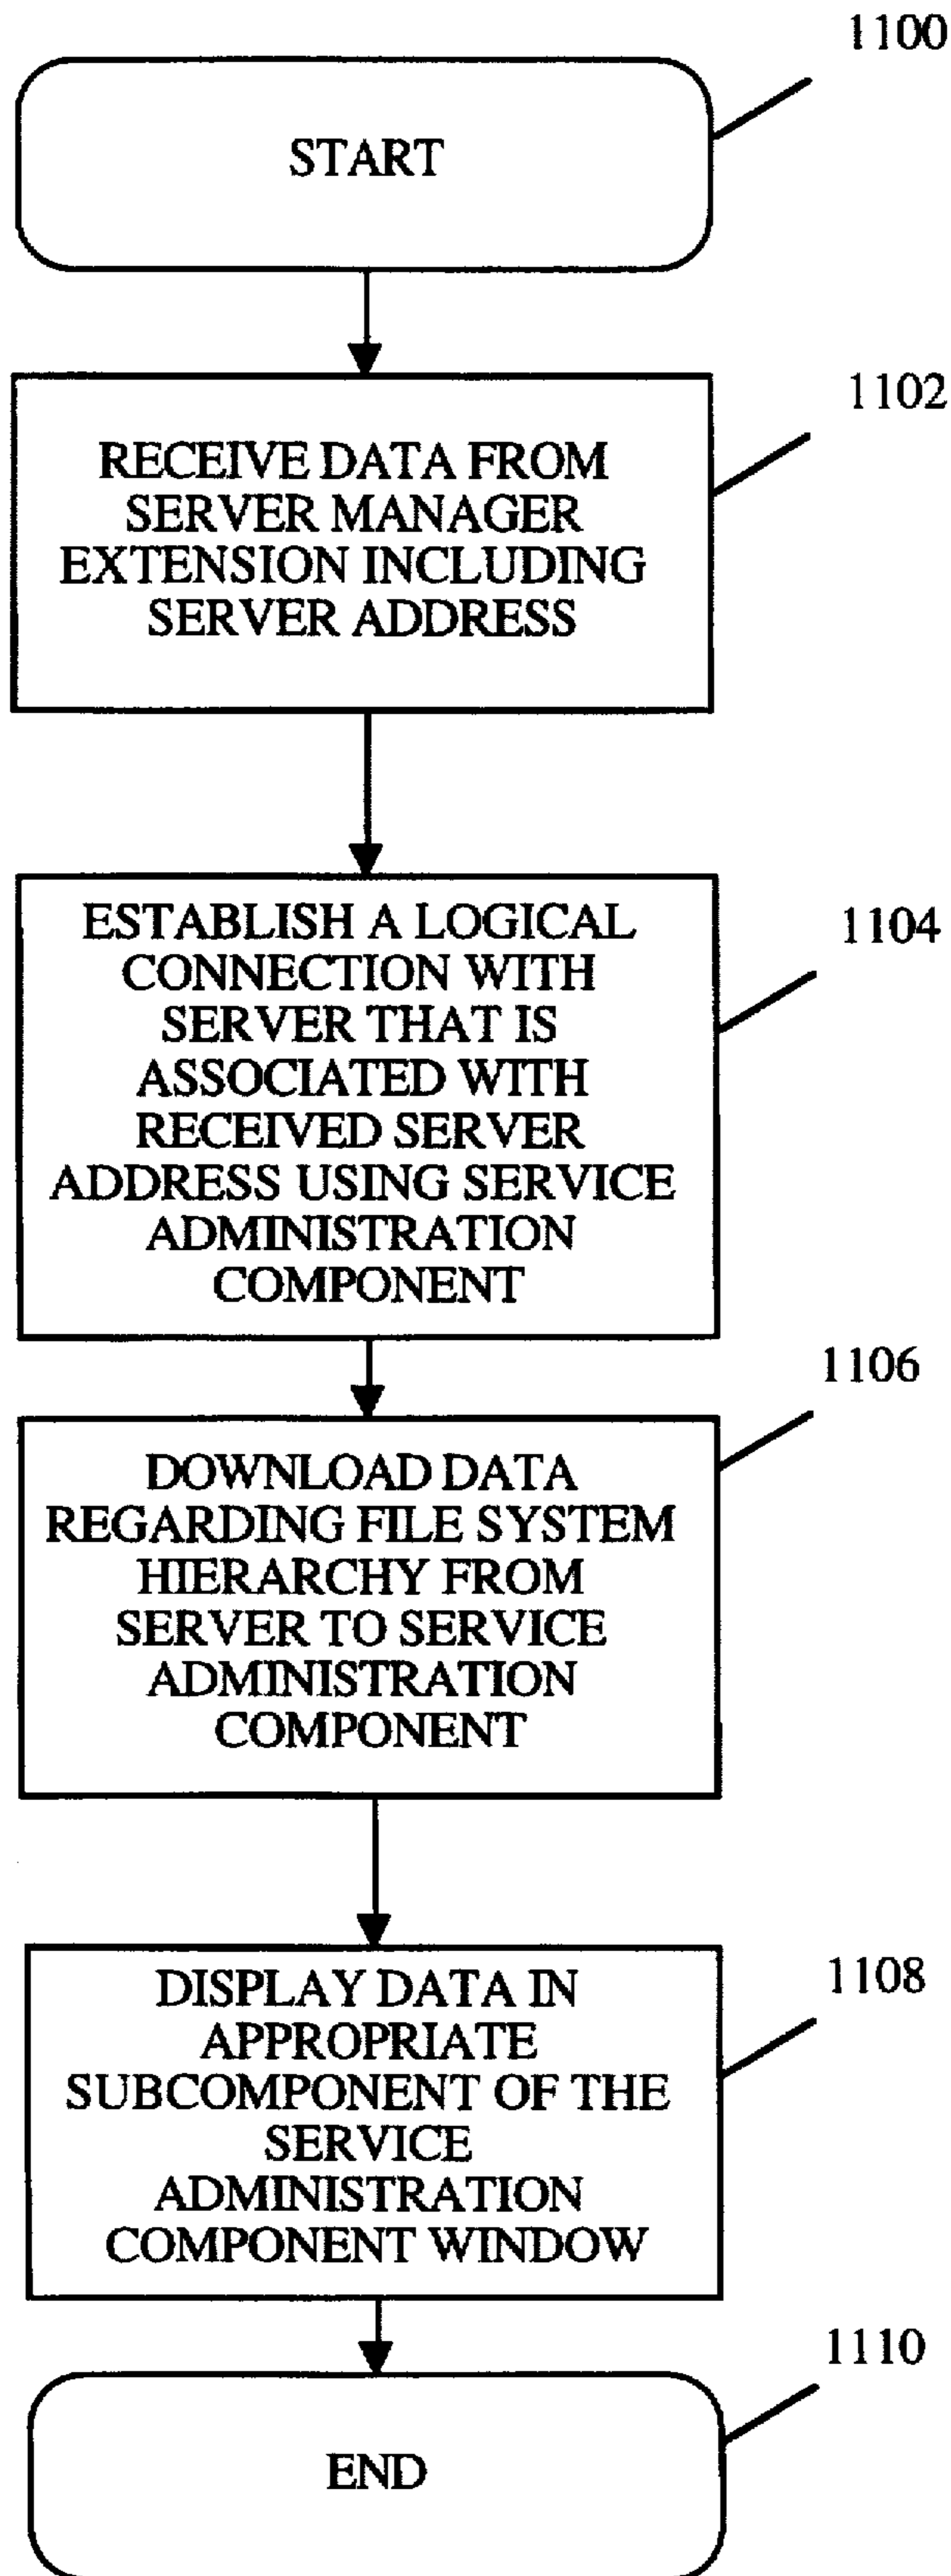 1100
START
1102
RECEIVE DATA FROM
SERVER MANAGER
EXTENSION INCLUDING
SERVER ADDRESS
1104
ESTABLISH A LOGICAL
CONNECTION WITH
SERVER THAT IS
ASSOCIATED WITH
RECEIVED SERVER
ADDRESS USING SERVICE
ADMINISTRATION
COMPONENT
1106
DOWNLOAD DATA
REGARDING FILE SYSTEM
HIERARCHY FROM
SERVER TO SERVICE
ADMINISTRATION
COMPONENT
1108
DISPLAY DATA IN
APPROPRIATE
SUBCOMPONENT OF THE
SERVICE
ADMINISTRATION
COMPONENT WINDOW
1110
END